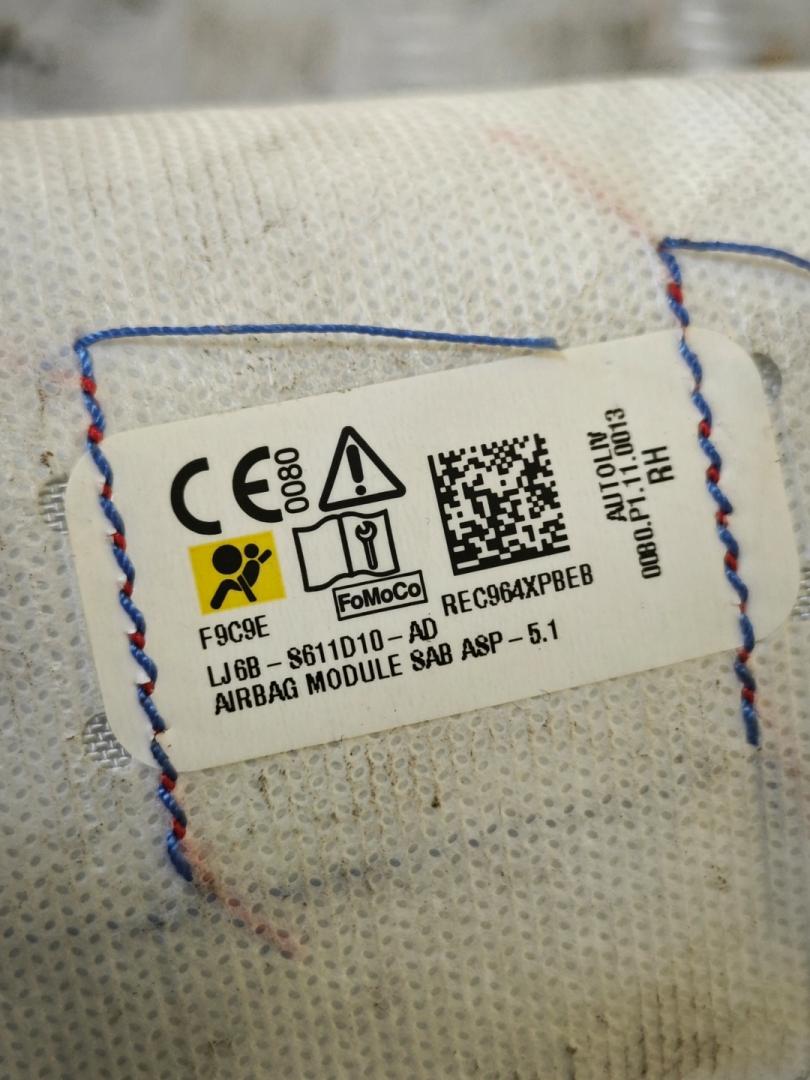 CE 0080
FoMoCo
REC964XPBEB
F9C9E
LJ6B - S611D10 - AD
AIRBAG MODULE SAB ASP - 5.1
AUTOLIV
0080.P1.11.0013
RH